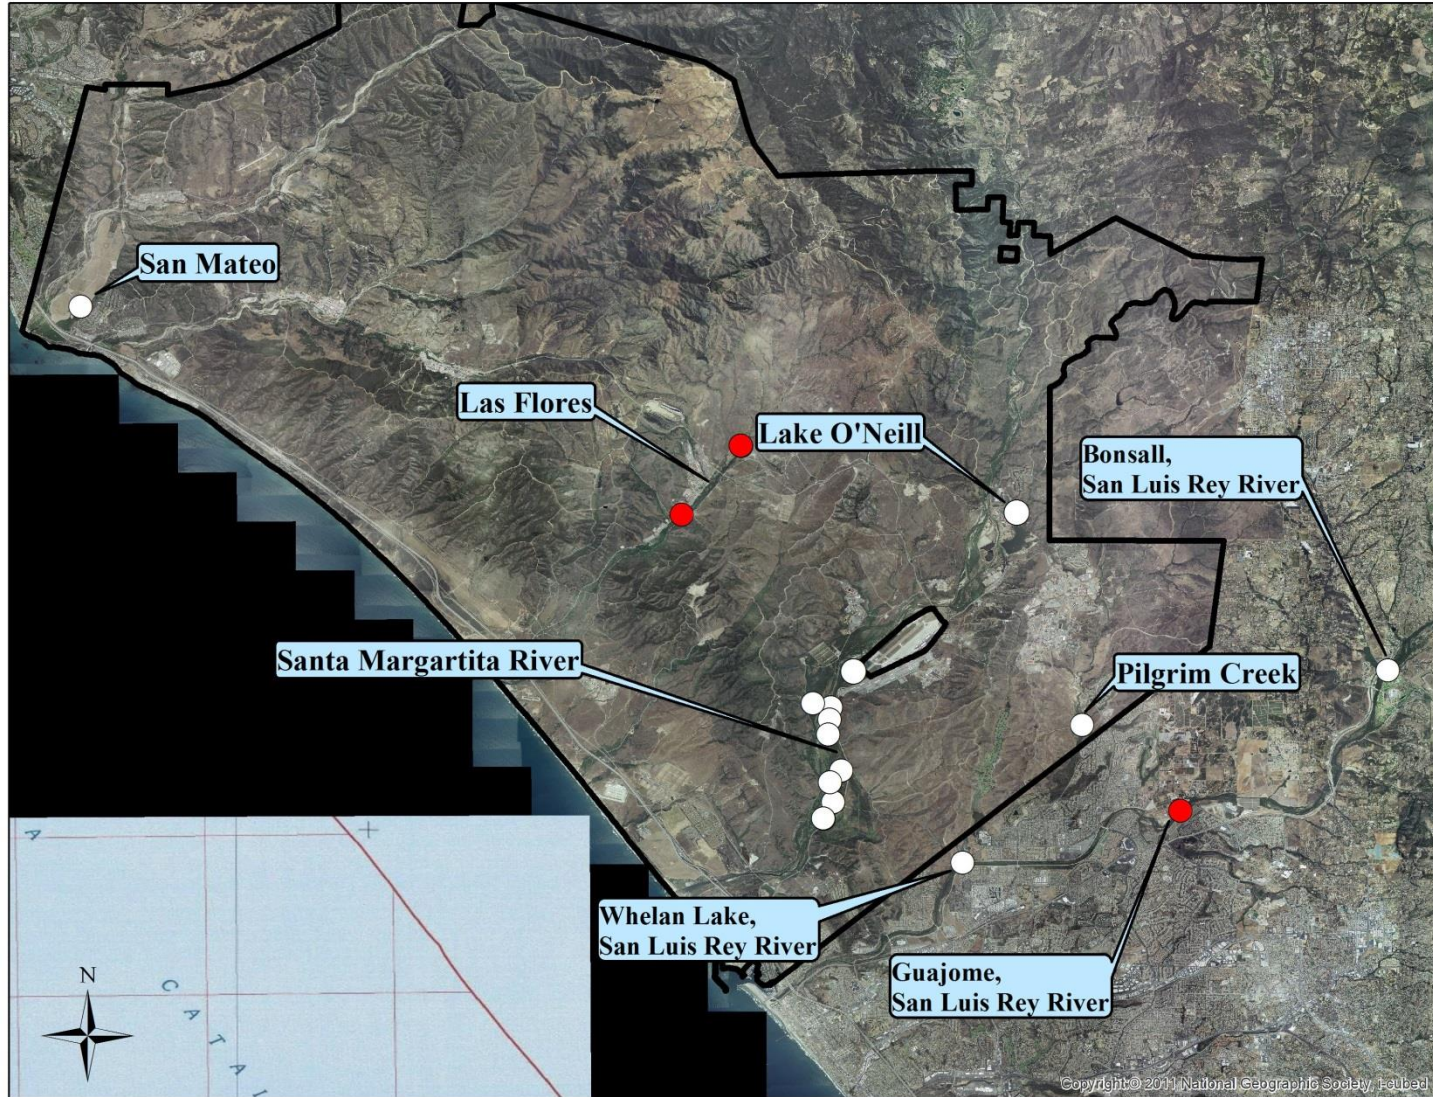 San Mateo
Las Flores
Lake O'Neill
Bonsall,
San Luis Rey River
Santa Margartita River
Pilgrim Creek
Whelan Lake,
San Luis Rey River
Guajome,
San Luis Rey River
A
N
C A T A I
Copyright:© 2011 National Geographic Society, i-cubed